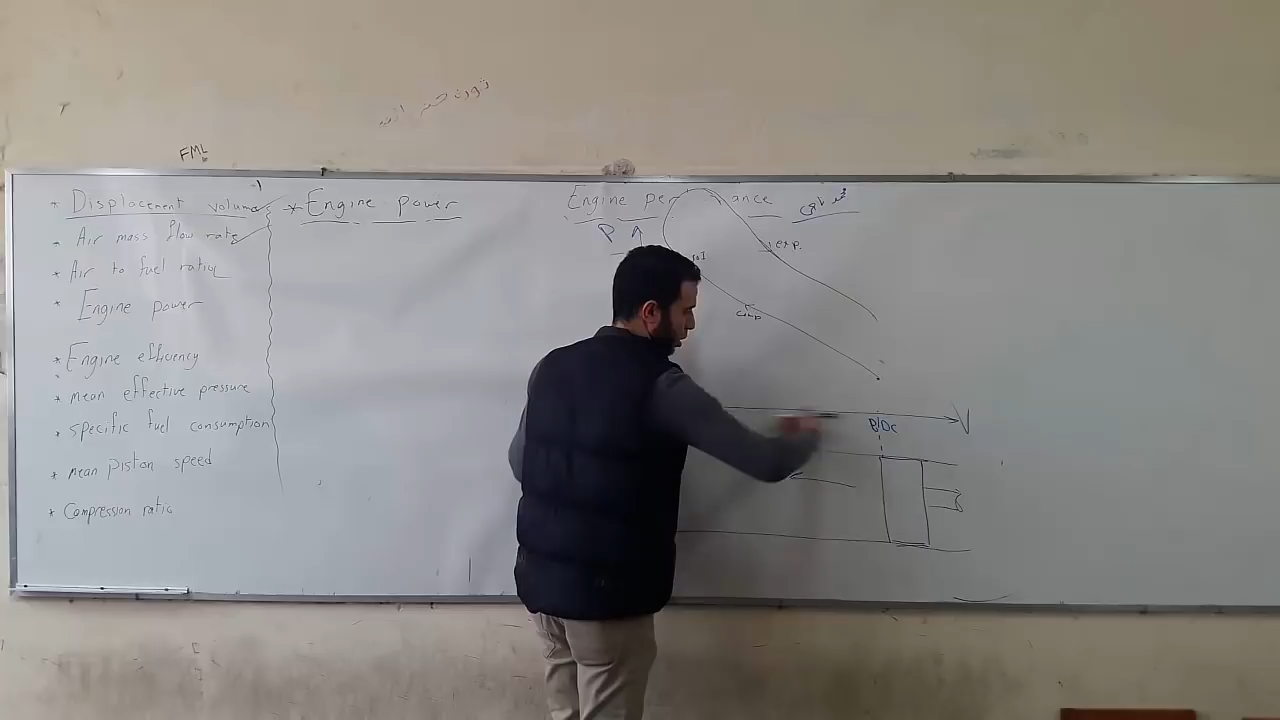 FML
* Displacement volume
* Air mass flow rate
* Air to fuel ratio
* Engine power
* Engine efficiency
* mean effective pressure
* specific fuel consumption
* mean piston speed
* Compression ratio
* Engine power
Engine per ance
P
exp.
comp
V
BDC